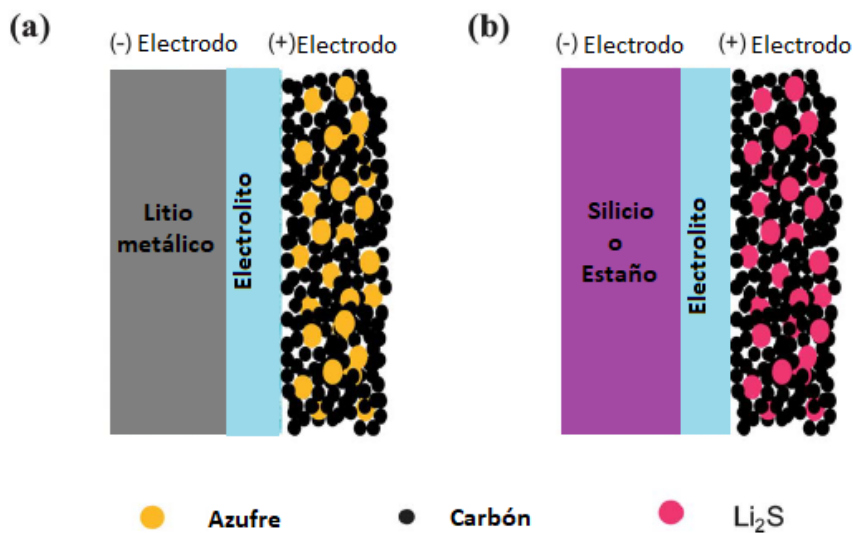 (a)
(-) Electrodo (+)Electrodo
Litio
metálico
Electrolito
(b)
(-) Electrodo (+) Electrodo
Silicio
o
Estaño
Electrolito
Azufre Carbón Li₂S